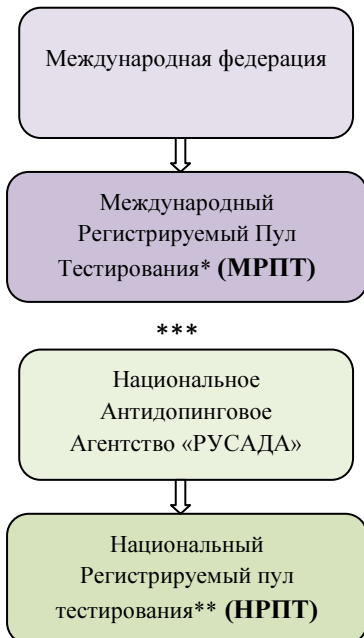 Международная федерация
Международный
Регистрируемый Пул
Тестирования* (МРПТ)
***
Национальное
Антидопинговое
Агентство «РУСАДА»
Национальный
Регистрируемый пул
тестирования** (НРПТ)